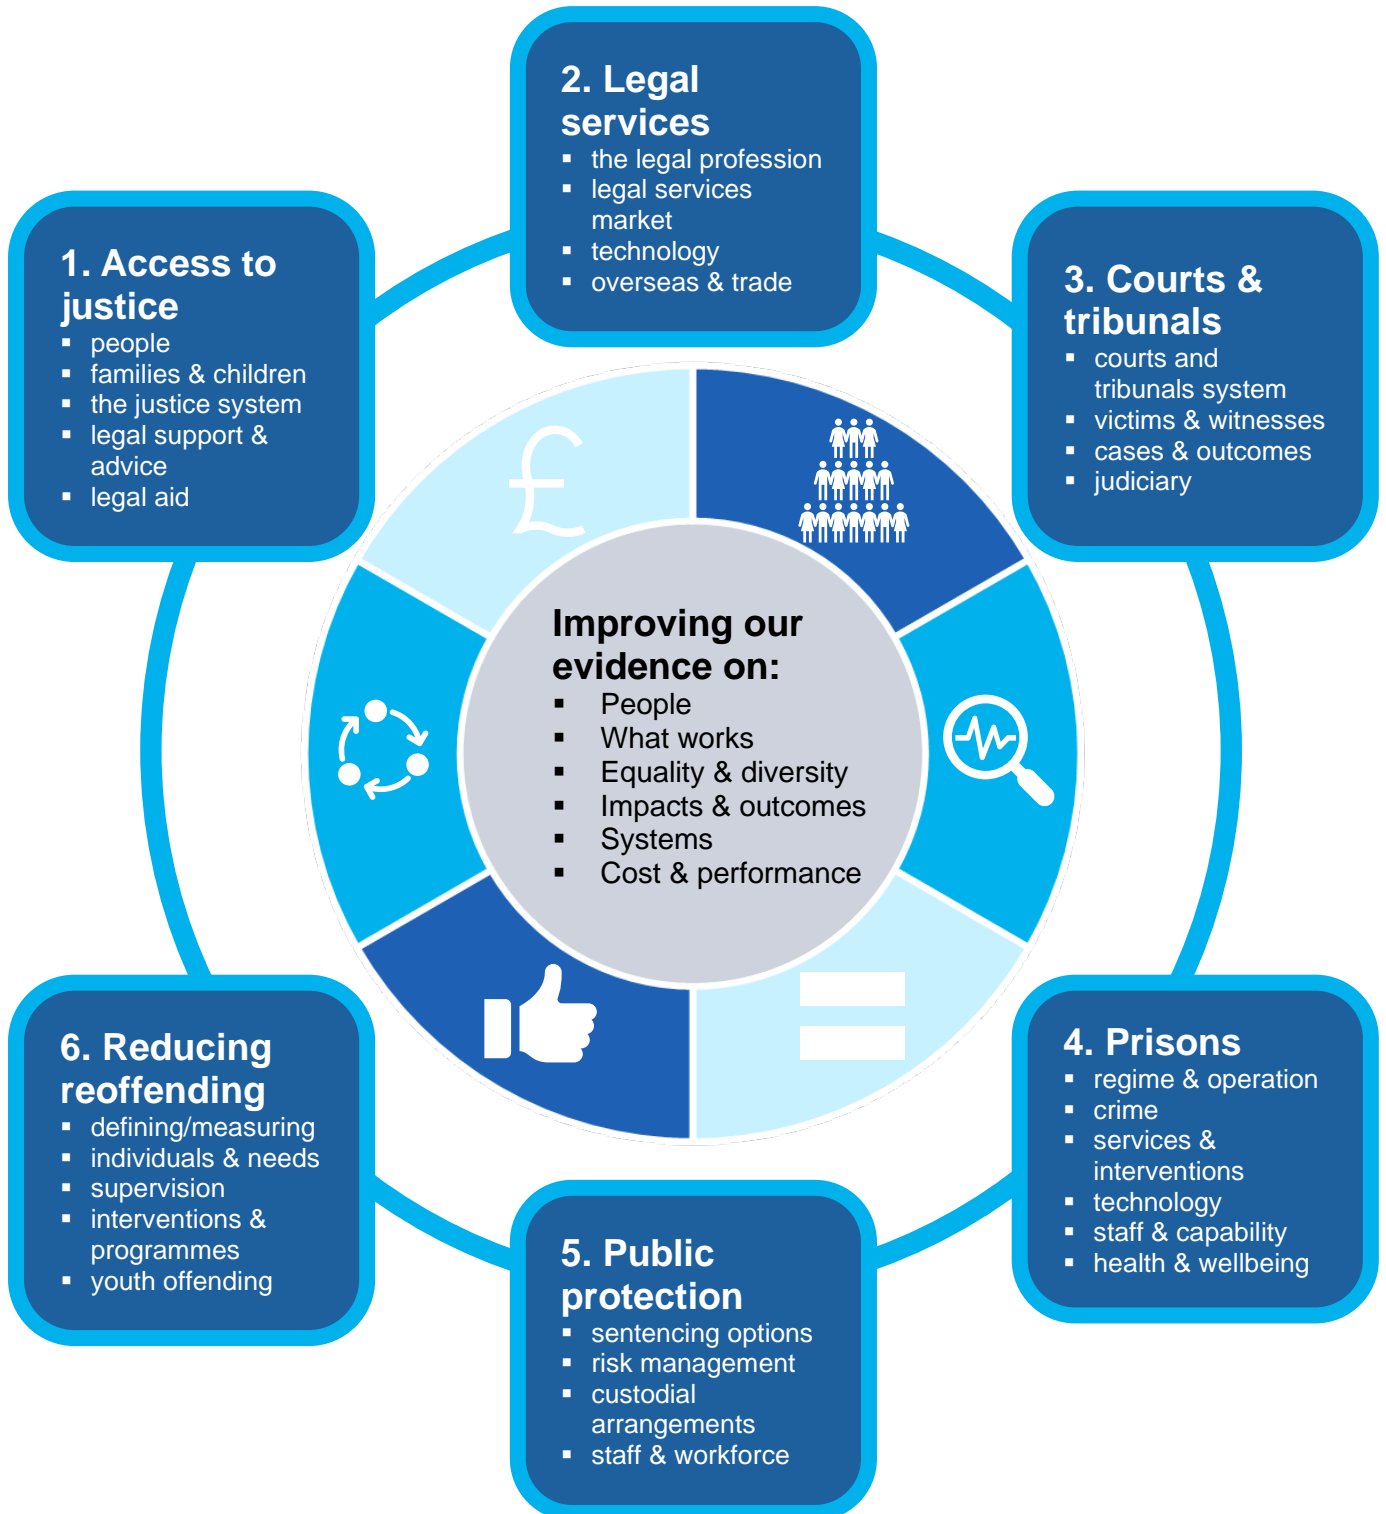 1. Access to
justice
▪ people
▪ families & children
▪ the justice system
▪ legal support &
advice
▪ legal aid
2. Legal
services
▪ the legal profession
▪ legal services
market
▪ technology
▪ overseas & trade
3. Courts &
tribunals
▪ courts and
tribunals system
▪ victims & witnesses
▪ cases & outcomes
▪ judiciary
£
Improving our
evidence on:
▪ People
▪ What works
▪ Equality & diversity
▪ Impacts & outcomes
▪ Systems
▪ Cost & performance
4. Prisons
▪ regime & operation
▪ crime
▪ services &
interventions
▪ technology
▪ staff & capability
▪ health & wellbeing
5. Public
protection
▪ sentencing options
▪ risk management
▪ custodial
arrangements
▪ staff & workforce
6. Reducing
reoffending
▪ defining/measuring
▪ individuals & needs
▪ supervision
▪ interventions &
programmes
▪ youth offending